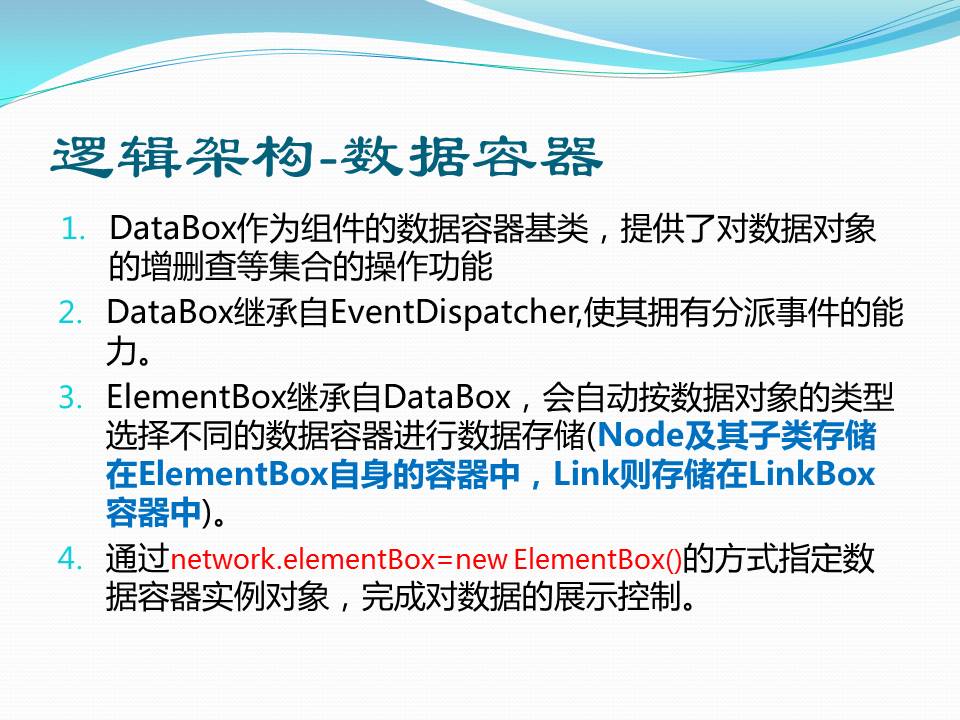 逻辑架构-数据容器
1. DataBox作为组件的数据容器基类，提供了对数据对象
的增删查等集合的操作功能
2. DataBox继承自EventDispatcher,使其拥有分派事件的能
力。
3. ElementBox继承自DataBox，会自动按数据对象的类型
选择不同的数据容器进行数据存储(Node及其子类存储
在ElementBox自身的容器中，Link则存储在LinkBox
容器中)。
4. 通过network.elementBox=new ElementBox()的方式指定数
据容器实例对象，完成对数据的展示控制。